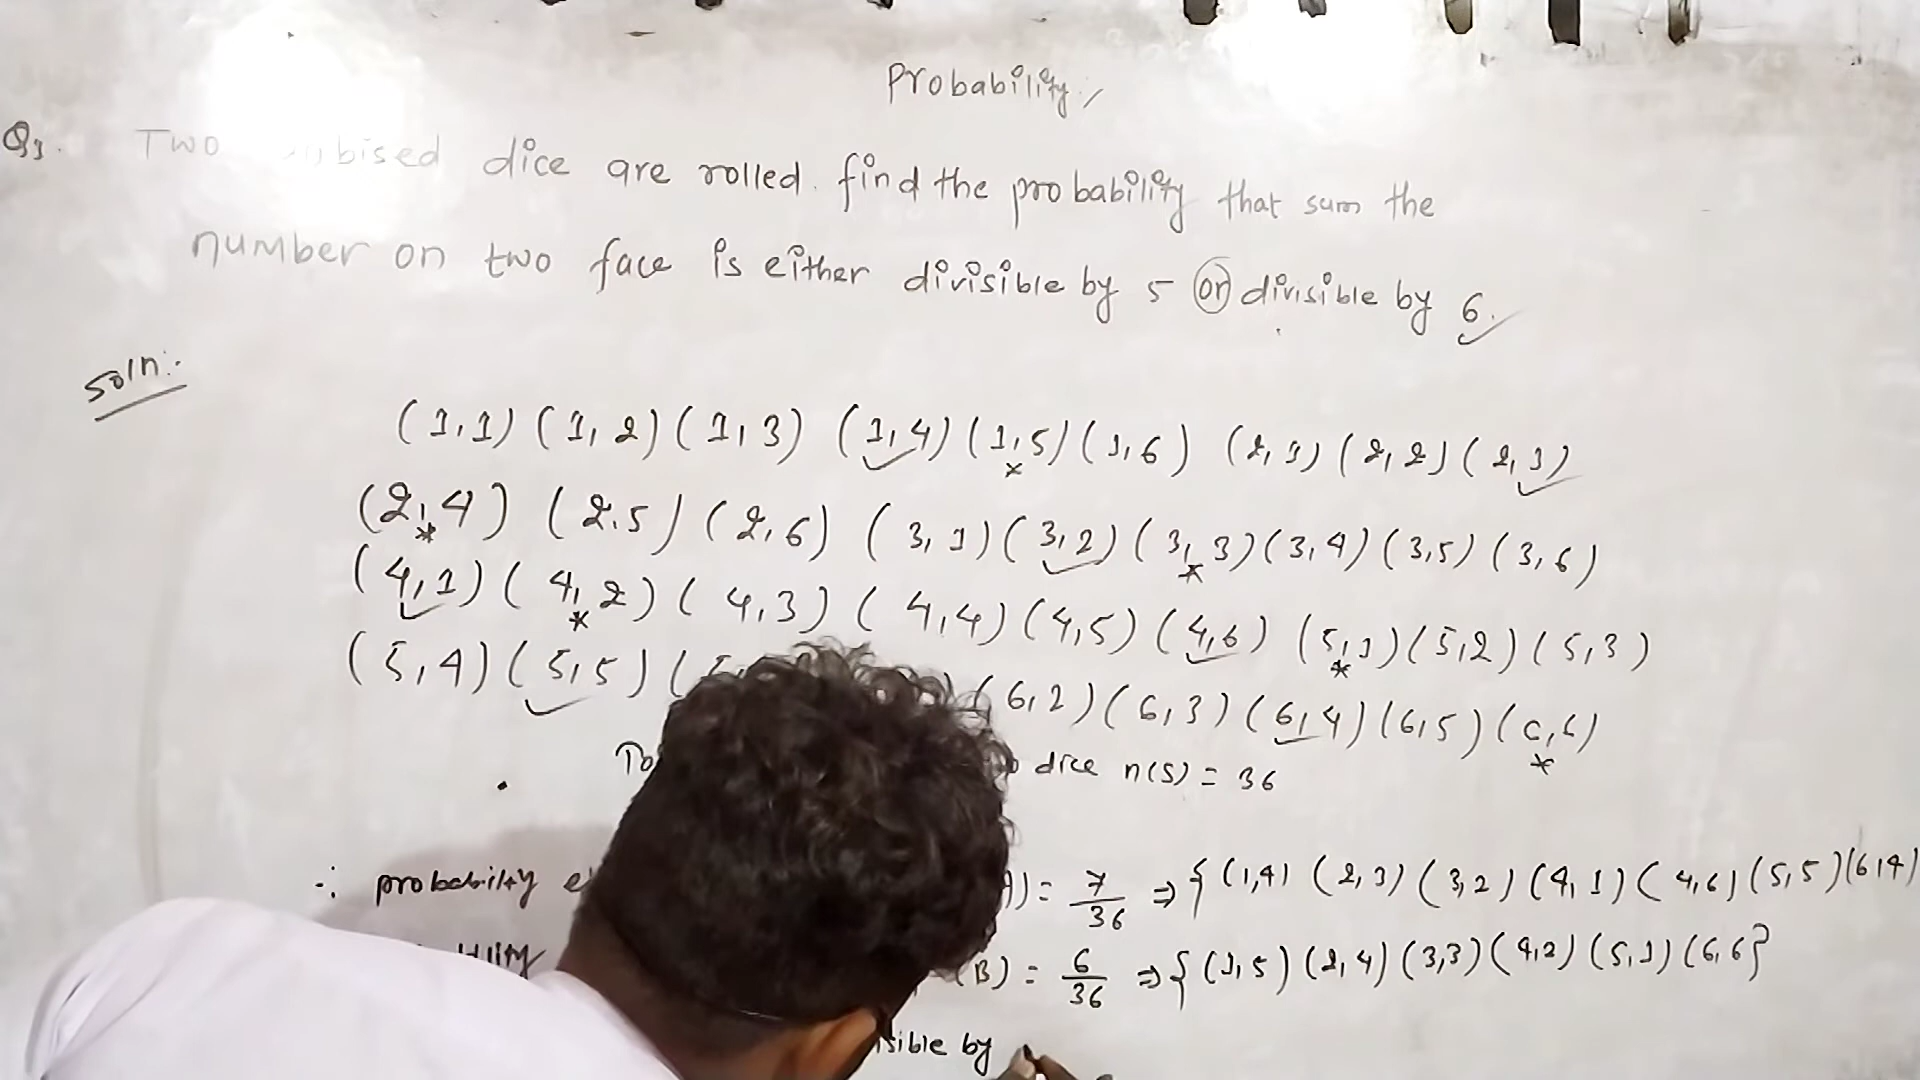 Probability:/
Q3. Two bised dice are rolled. find the probability that sum the
number on two face is either divisible by 5 or divisible by 6.
Soln:-
(1,1) (1,2) (1,3) (1,4) (1,5) (1,6) (2,1) (2,2) (2,3)
(2,4) (2,5) (2,6) (3,1) (3,2) (3,3) (3,4) (3,5) (3,6)
(4,1) (4,2) (4,3) (4,4) (4,5) (4,6) (5,1) (5,2) (5,3)
(5,4) (5,5) (6,2) (6,3) (6,4) (6,5) (6,6)
dice n(S) = 36
∴ probability = 7/36 ⇒ { (1,4) (2,3) (3,2) (4,1) (4,6) (5,5) (6,4)
(B) = 6/36 ⇒ { (1,5) (2,4) (3,3) (4,2) (5,1) (6,6) }
by